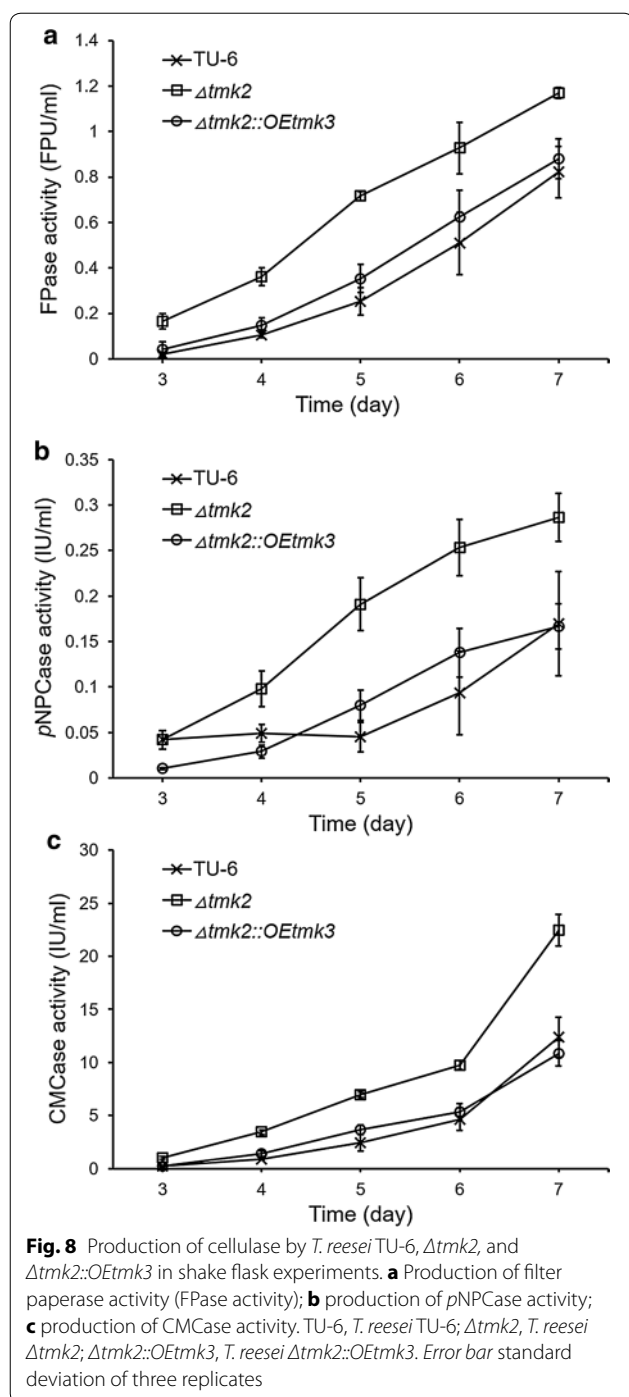 a
1.4
1.2
1
0.8
0.6
0.4
0.2
0
FPase activity (FPU/ml)
TU-6
Δtmk2
Δtmk2::OEtmk3
3 4 5 6 7
Time (day)
b
0.35
0.3
0.25
0.2
0.15
0.1
0.05
0
pNPCase activity (IU/ml)
TU-6
Δtmk2
Δtmk2::OEtmk3
3 4 5 6 7
Time (day)
c
30
25
20
15
10
5
0
CMCase activity (IU/ml)
TU-6
Δtmk2
Δtmk2::OEtmk3
3 4 5 6 7
Time (day)
Fig. 8 Production of cellulase by T. reesei TU-6, Δtmk2, and
Δtmk2::OEtmk3 in shake flask experiments. a Production of filter
paperase activity (FPase activity); b production of pNPCase activity;
c production of CMCase activity. TU-6, T. reesei TU-6; Δtmk2, T. reesei
Δtmk2; Δtmk2::OEtmk3, T. reesei Δtmk2::OEtmk3. Error bar standard
deviation of three replicates